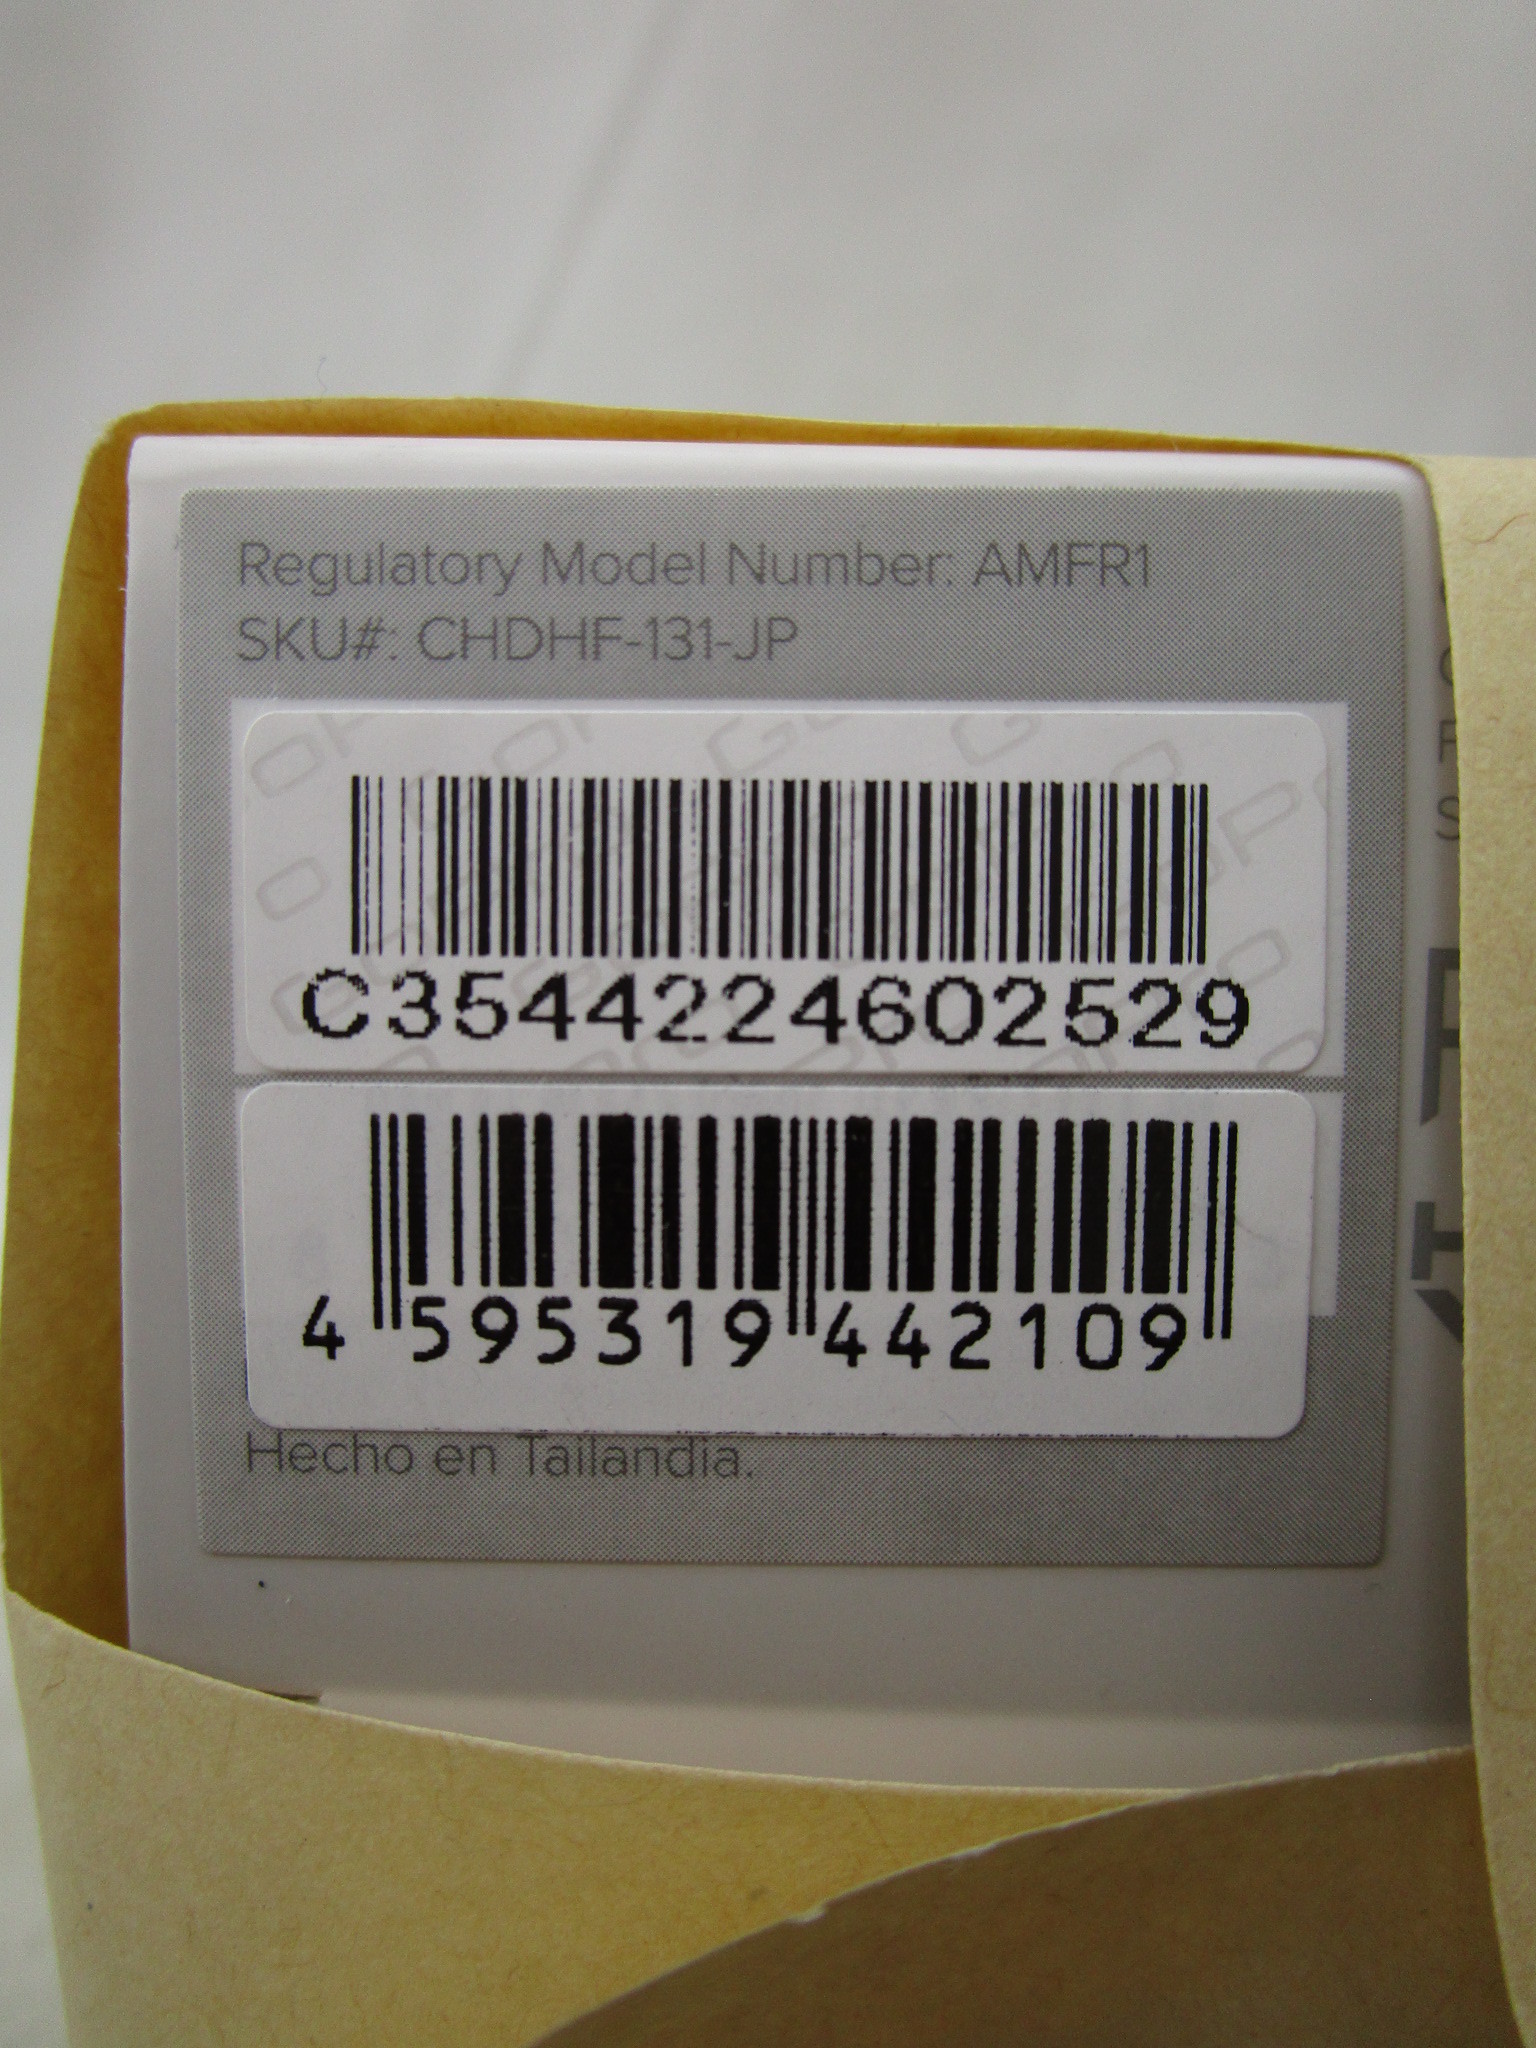 Regulatory Model Number: AMFR1
SKU#: CHDHF-131-JP
C3544224602529
4 595319 442109
Hecho en Tailandia.